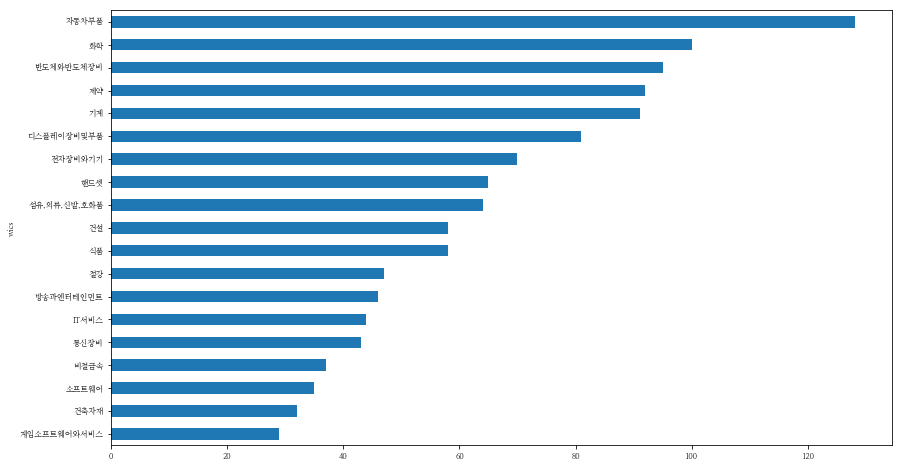 자동차부품
화학
반도체와반도체장비
제약
기계
디스플레이장비및부품
전자장비와기기
핸드셋
섬유,의류,신발,호화품
건설
식품
철강
방송과엔터테인먼트
IT서비스
통신장비
비철금속
소프트웨어
건축자재
게임소프트웨어와서비스
wics
0 20 40 60 80 100 120